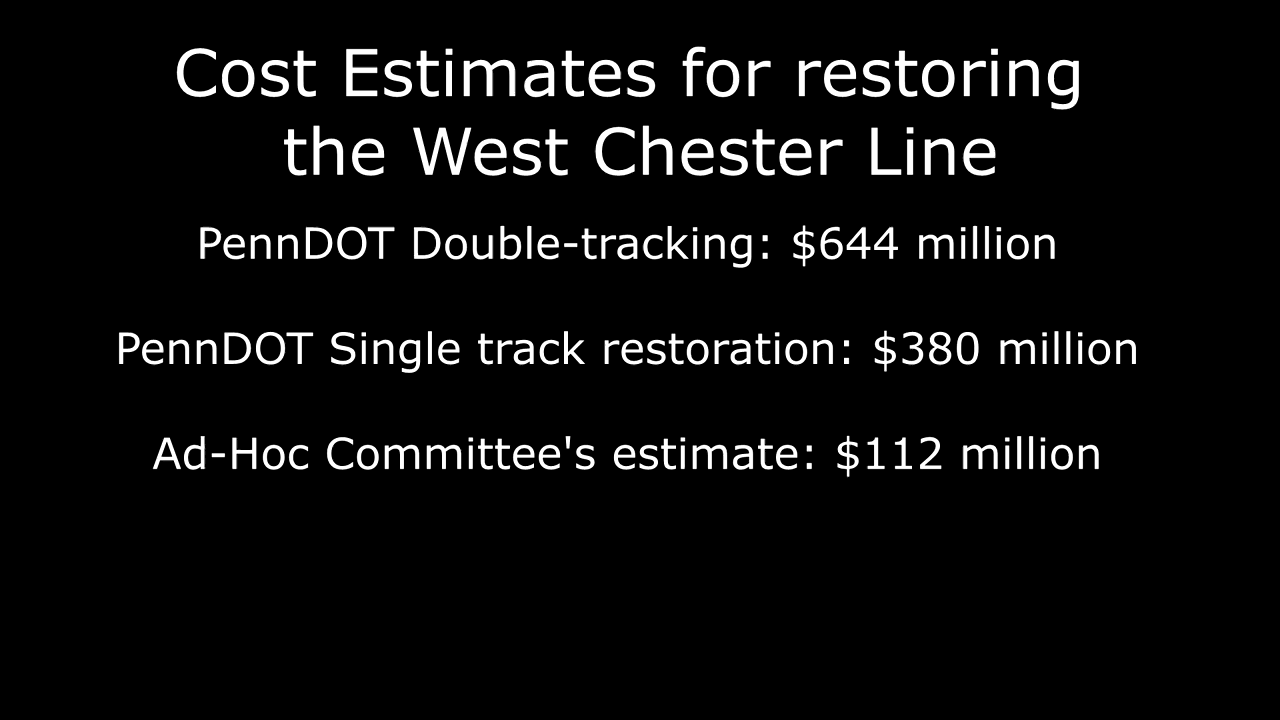 Cost Estimates for restoring
the West Chester Line
PennDOT Double-tracking: $644 million
PennDOT Single track restoration: $380 million
Ad-Hoc Committee's estimate: $112 million